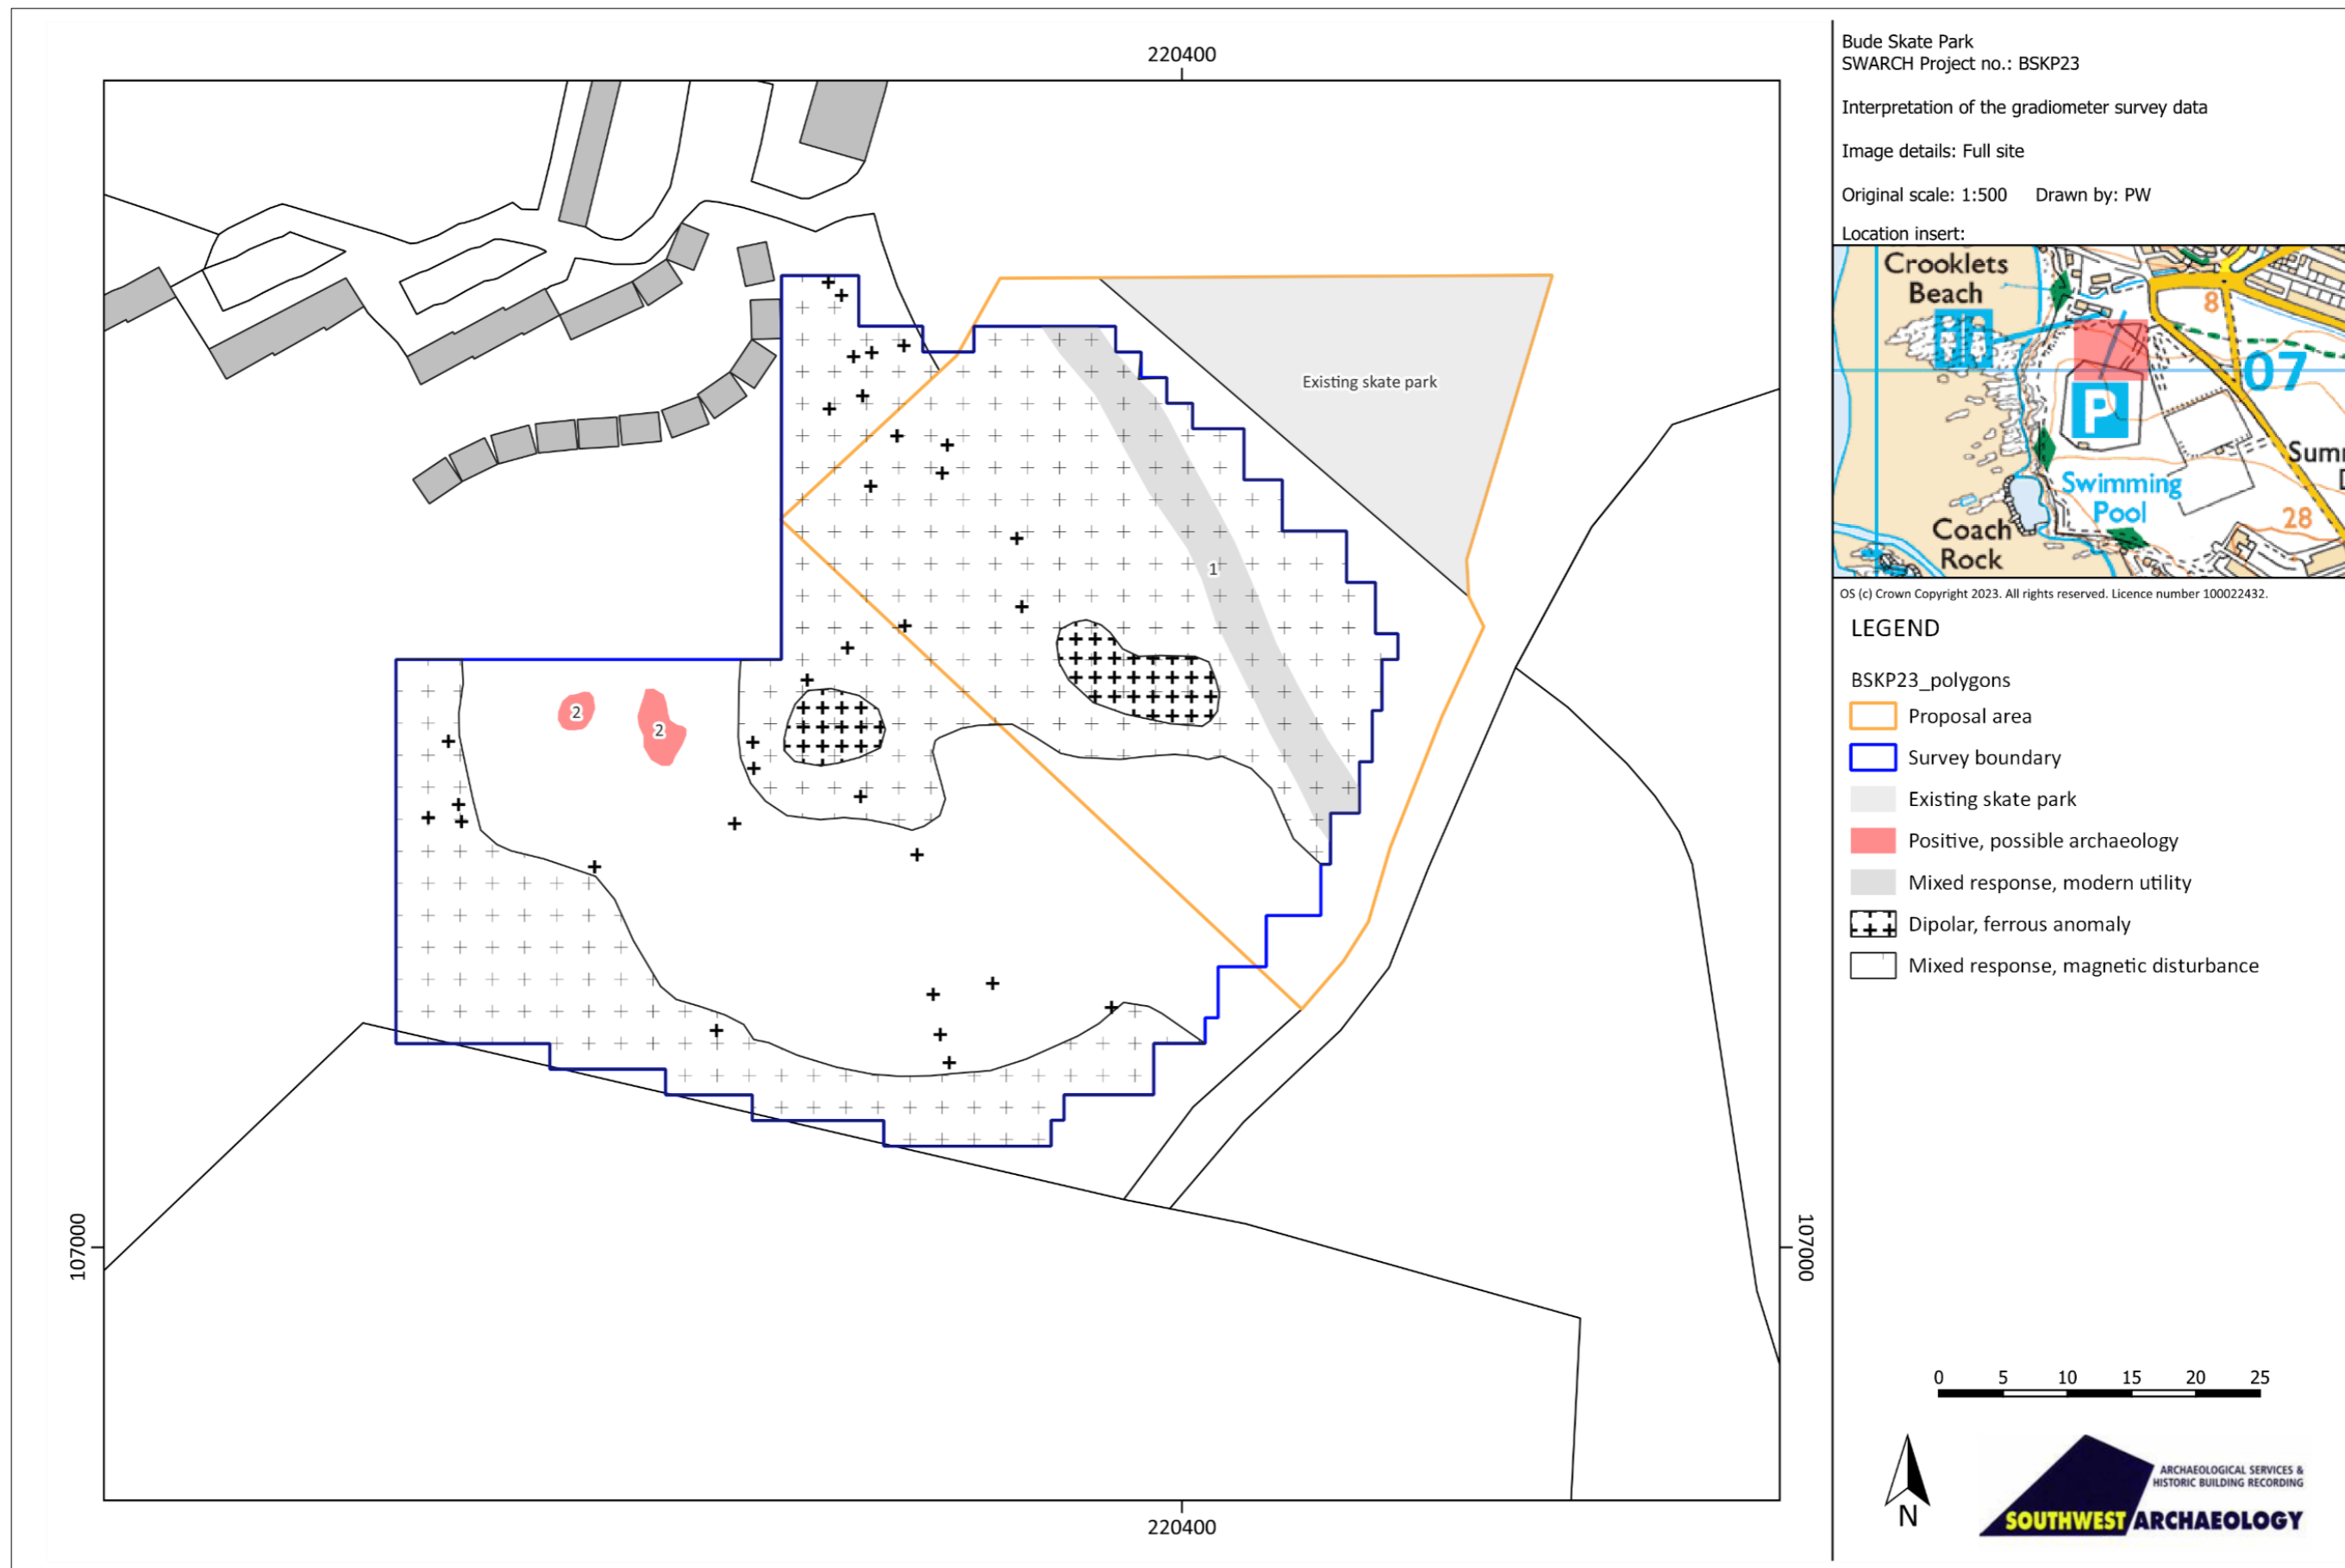 220400
107000
107000
220400
Existing skate park
1
2
2
Bude Skate Park
SWARCH Project no.: BSKP23
Interpretation of the gradiometer survey data
Image details: Full site
Original scale: 1:500 Drawn by: PW
Location insert:
Crooklets
Beach
8
07
P
Swimming
Pool
Coach
Rock
28
OS (c) Crown Copyright 2023. All rights reserved. Licence number 100022432.
LEGEND
BSKP23_polygons
Proposal area
Survey boundary
Existing skate park
Positive, possible archaeology
Mixed response, modern utility
Dipolar, ferrous anomaly
Mixed response, magnetic disturbance
0 5 10 15 20 25
N
ARCHAEOLOGICAL SERVICES &
HISTORIC BUILDING RECORDING
SOUTHWEST ARCHAEOLOGY